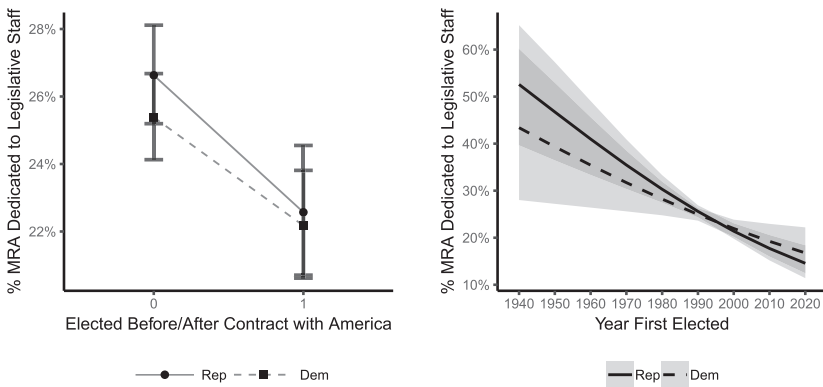 % MRA Dedicated to Legislative Staff
28%
26%
24%
22%
0 1
Elected Before/After Contract with America
Rep Dem
% MRA Dedicated to Legislative Staff
60%
50%
40%
30%
20%
10%
1940 1950 1960 1970 1980 1990 2000 2010 2020
Year First Elected
Rep Dem